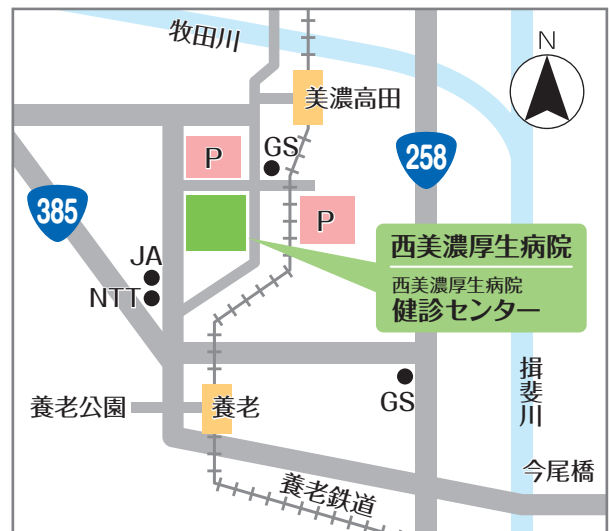 牧田川
N
美濃高田
GS
P
258
385
P
西美濃厚生病院
西美濃厚生病院
健診センター
JA
NTT
揖斐川
GS
養老公園
養老
今尾橋
養老鉄道